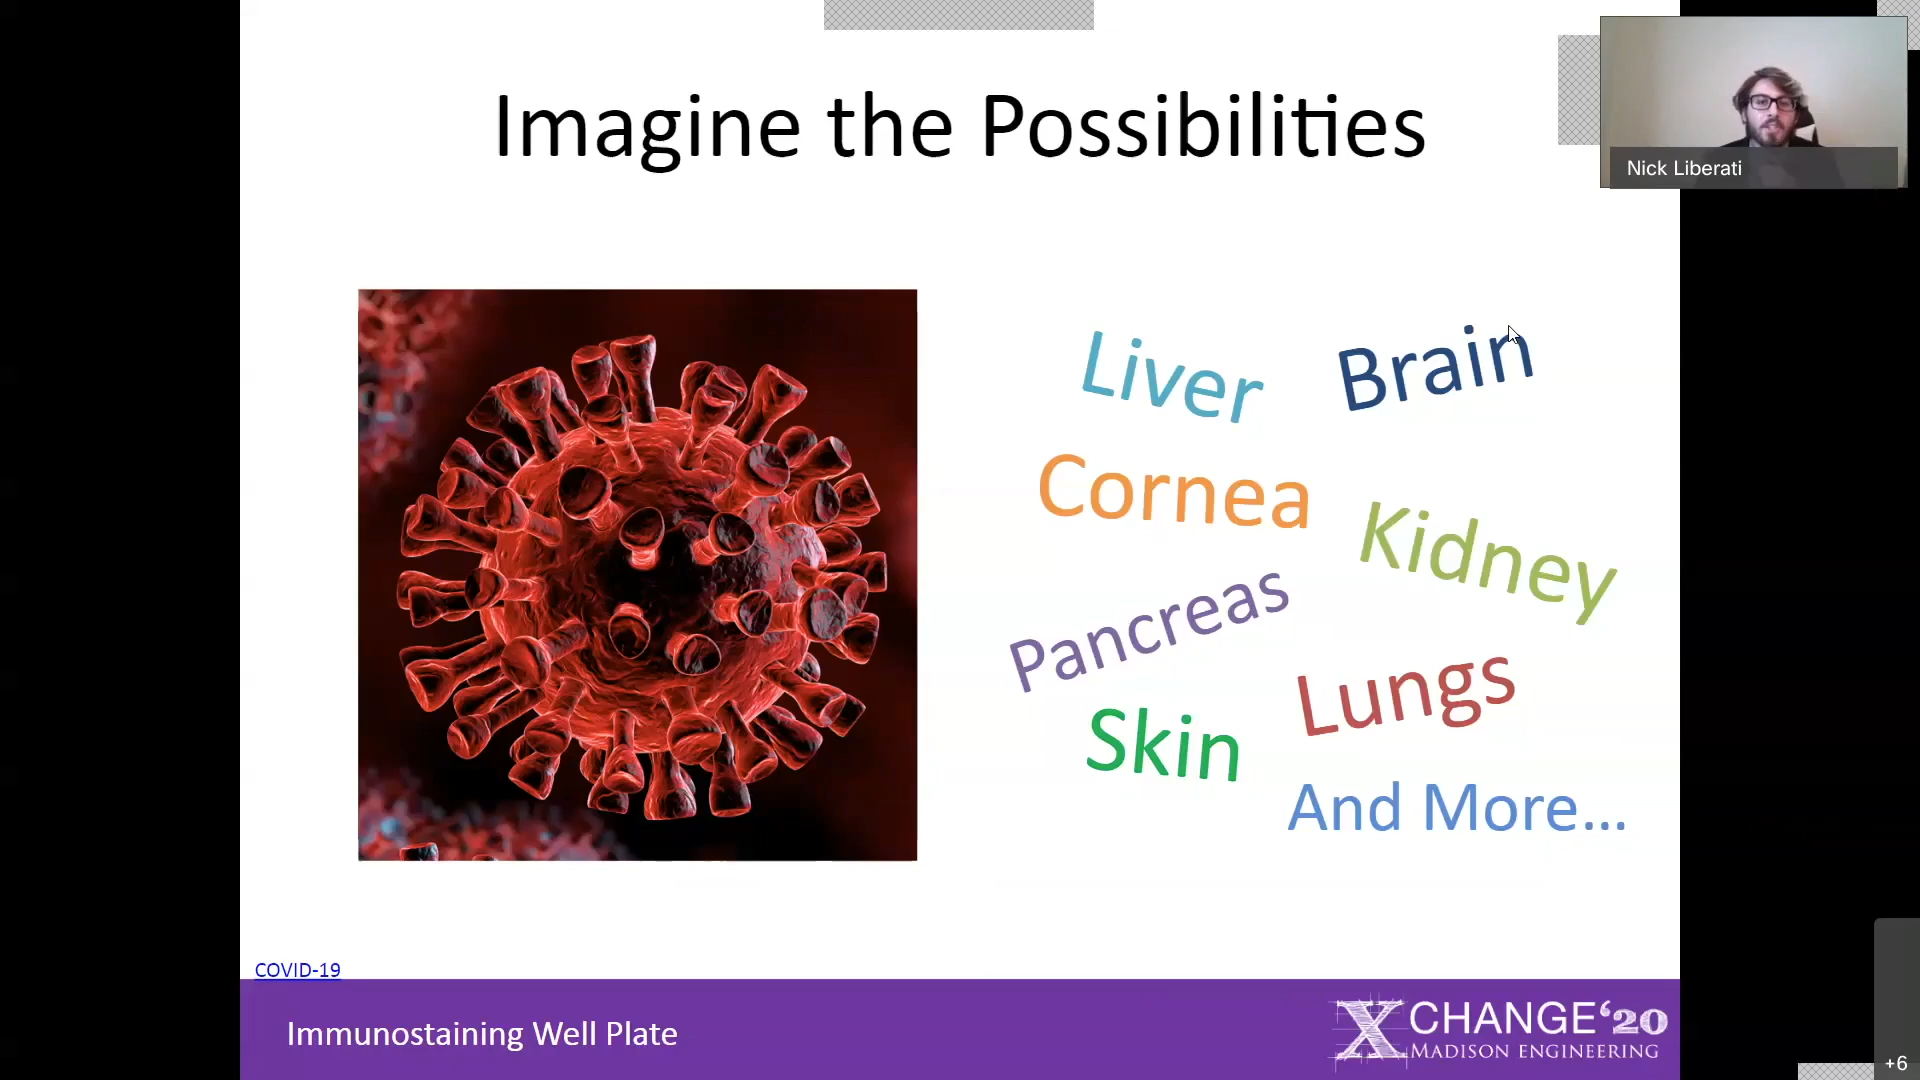 Imagine the Possibilities
Nick Liberati
Liver
Brain
Cornea
Kidney
Pancreas
Lungs
Skin
And More...
COVID-19
Immunostaining Well Plate
XCHANGE‘20
MADISON ENGINEERING
+6